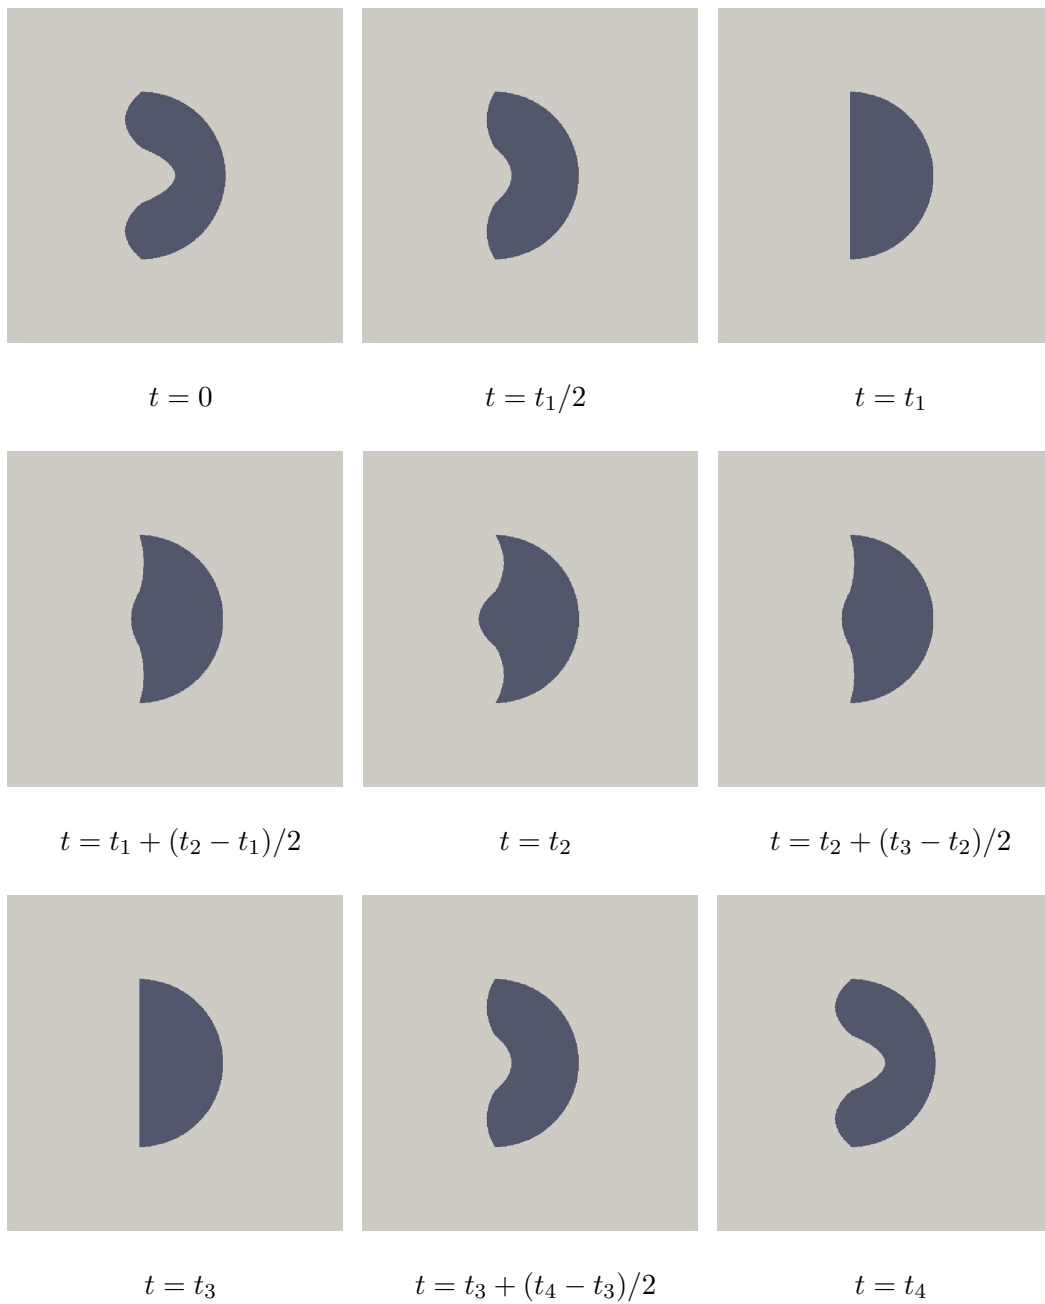 t = 0
t = t₁/2
t = t₁
t = t₁ + (t₂ − t₁)/2
t = t₂
t = t₂ + (t₃ − t₂)/2
t = t₃
t = t₃ + (t₄ − t₃)/2
t = t₄